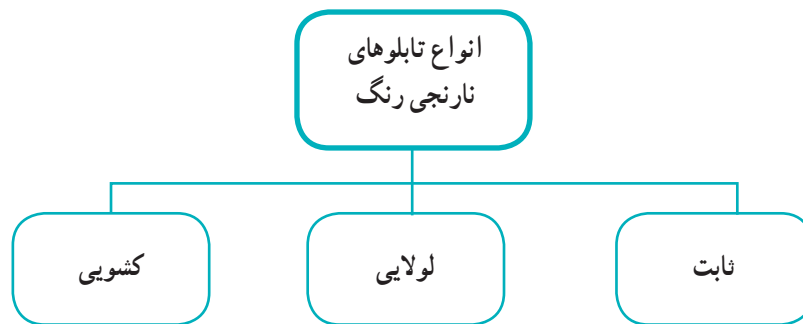 انواع تابلوهای
نارنجی رنگ
ثابت
لولایی
کشویی